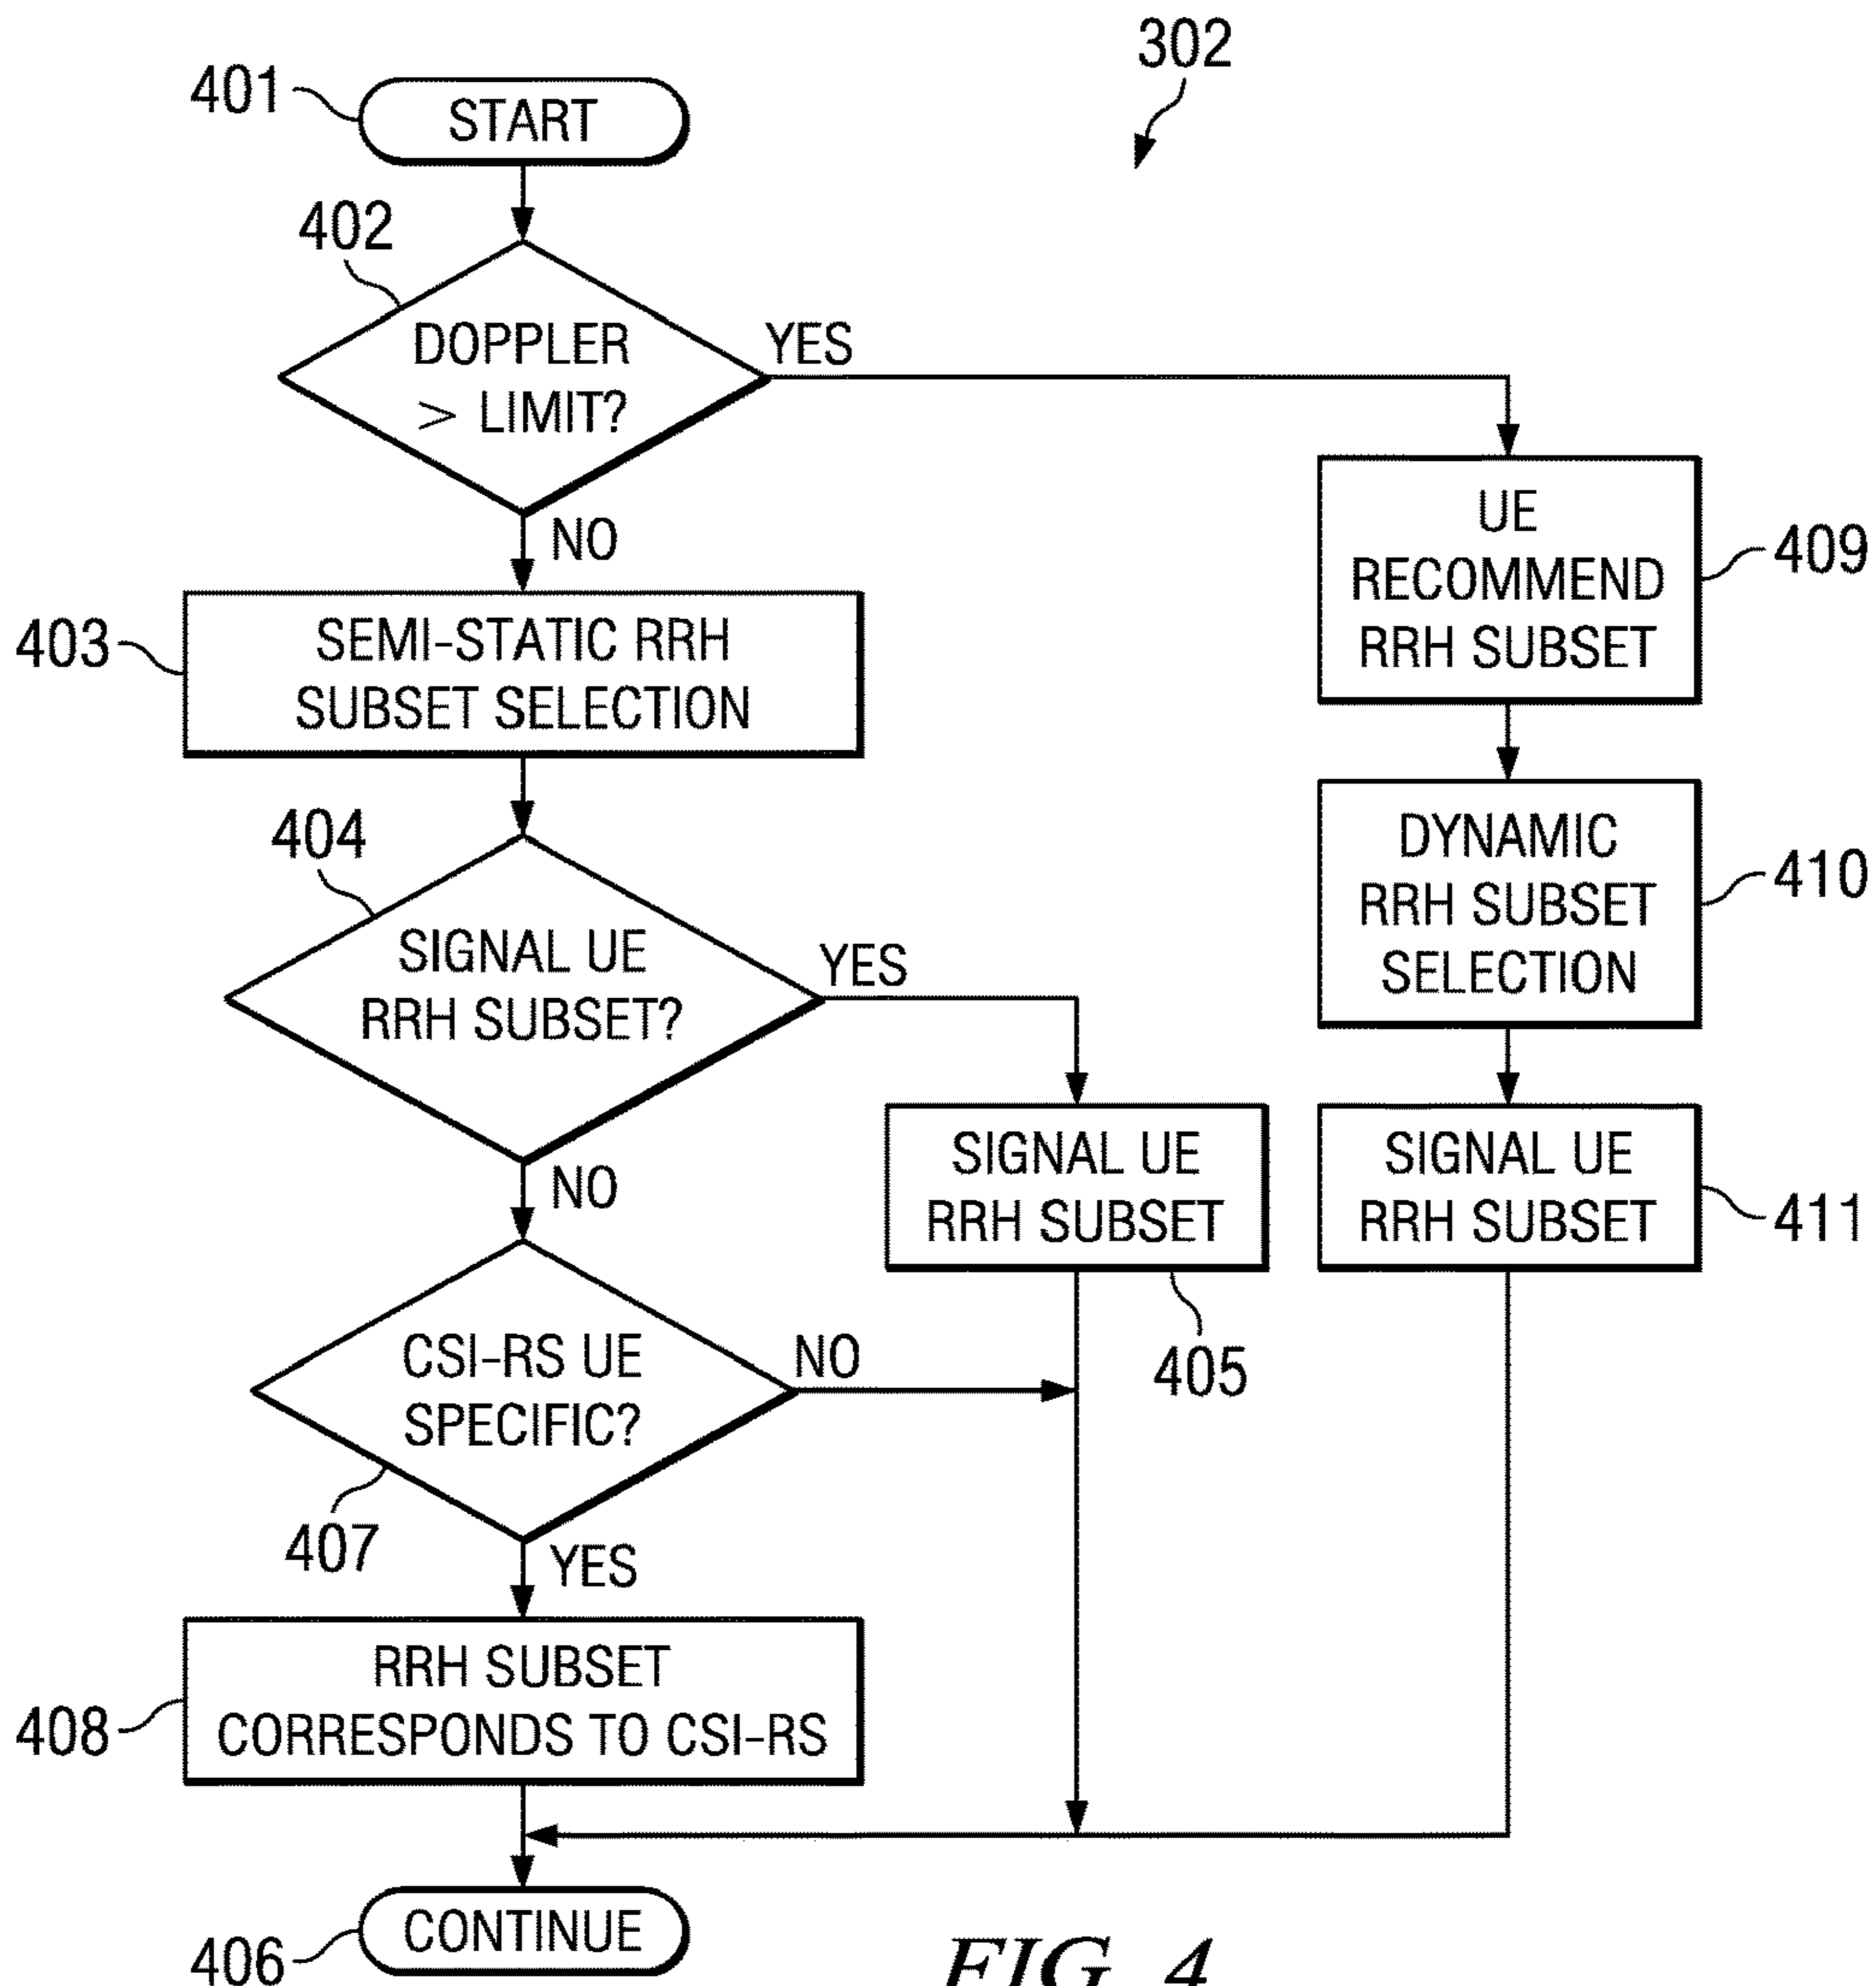 302
401
START
402
DOPPLER
> LIMIT?
YES
NO
UE
RECOMMEND
RRH SUBSET
409
403
SEMI-STATIC RRH
SUBSET SELECTION
DYNAMIC
RRH SUBSET
SELECTION
410
404
SIGNAL UE
RRH SUBSET?
YES
NO
SIGNAL UE
RRH SUBSET
405
SIGNAL UE
RRH SUBSET
411
CSI-RS UE
SPECIFIC?
NO
407
YES
RRH SUBSET
CORRESPONDS TO CSI-RS
408
CONTINUE
406
FIG. 4